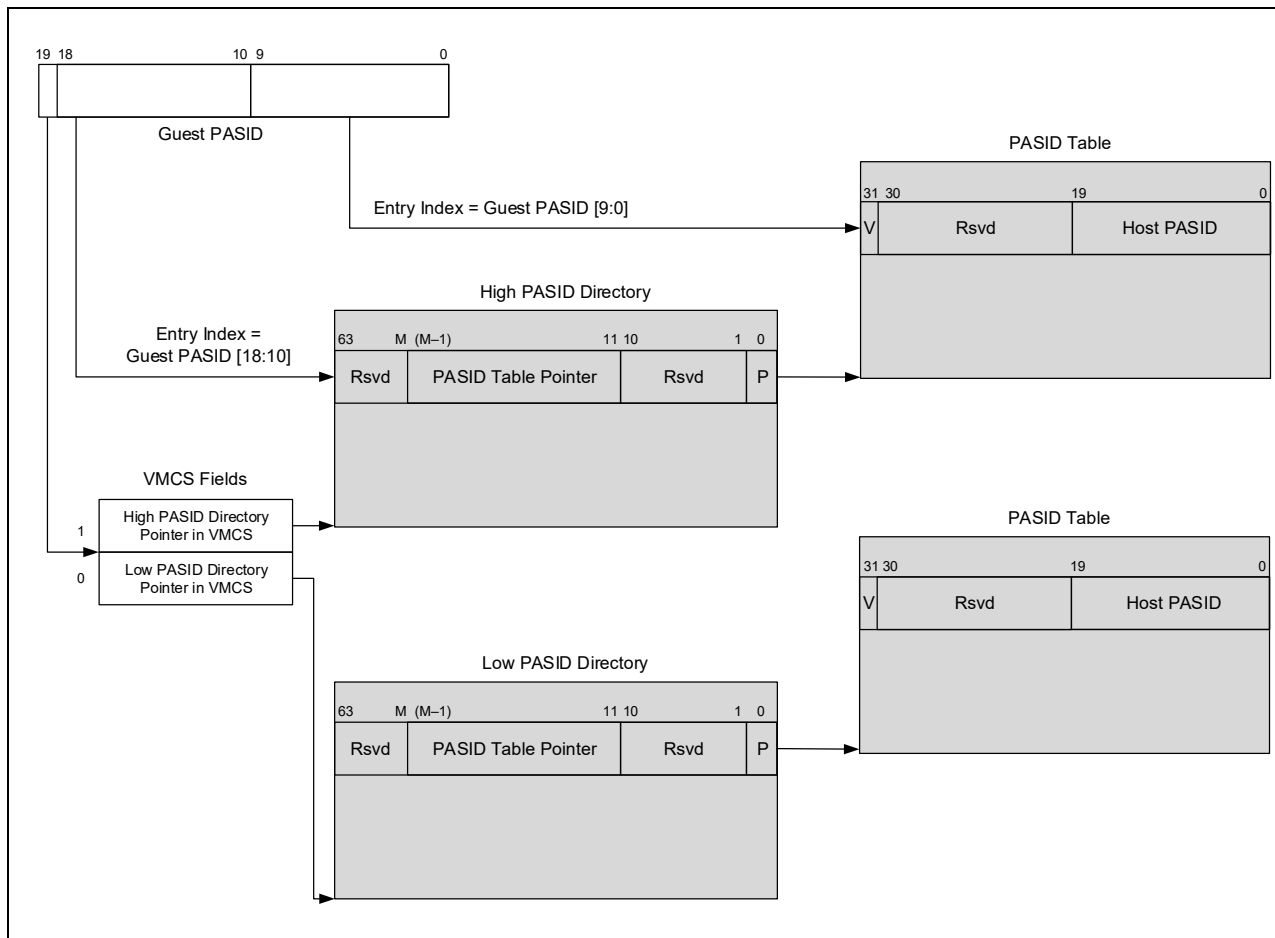 19 18 10 9 0
Guest PASID
PASID Table
31 30 19 0
V Rsvd Host PASID
Entry Index = Guest PASID [9:0]
High PASID Directory
Entry Index =
Guest PASID [18:10]
63 M (M–1) 11 10 1 0
Rsvd PASID Table Pointer Rsvd P
VMCS Fields
1
High PASID Directory
Pointer in VMCS
0
Low PASID Directory
Pointer in VMCS
PASID Table
31 30 19 0
V Rsvd Host PASID
Low PASID Directory
63 M (M–1) 11 10 1 0
Rsvd PASID Table Pointer Rsvd P